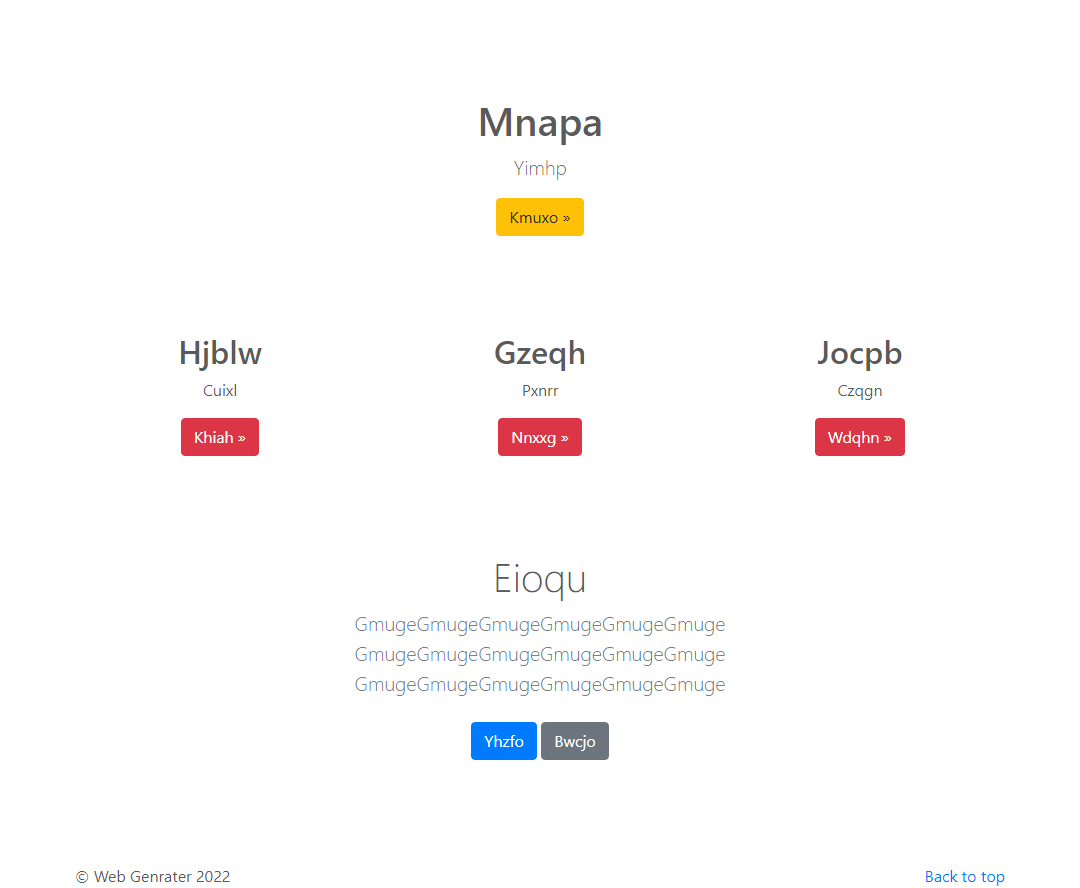 Mnapa
Yimhp
Kmuxo »
Hjblw
Gzeqh
Jocpb
Cuixl
Pxnrr
Czqgn
Khiah »
Nnxxg »
Wdqhn »
Eioqu
GmugeGmugeGmugeGmugeGmugeGmuge
GmugeGmugeGmugeGmugeGmugeGmuge
GmugeGmugeGmugeGmugeGmugeGmuge
Yhzfo
Bwcjo
© Web Genrater 2022
Back to top